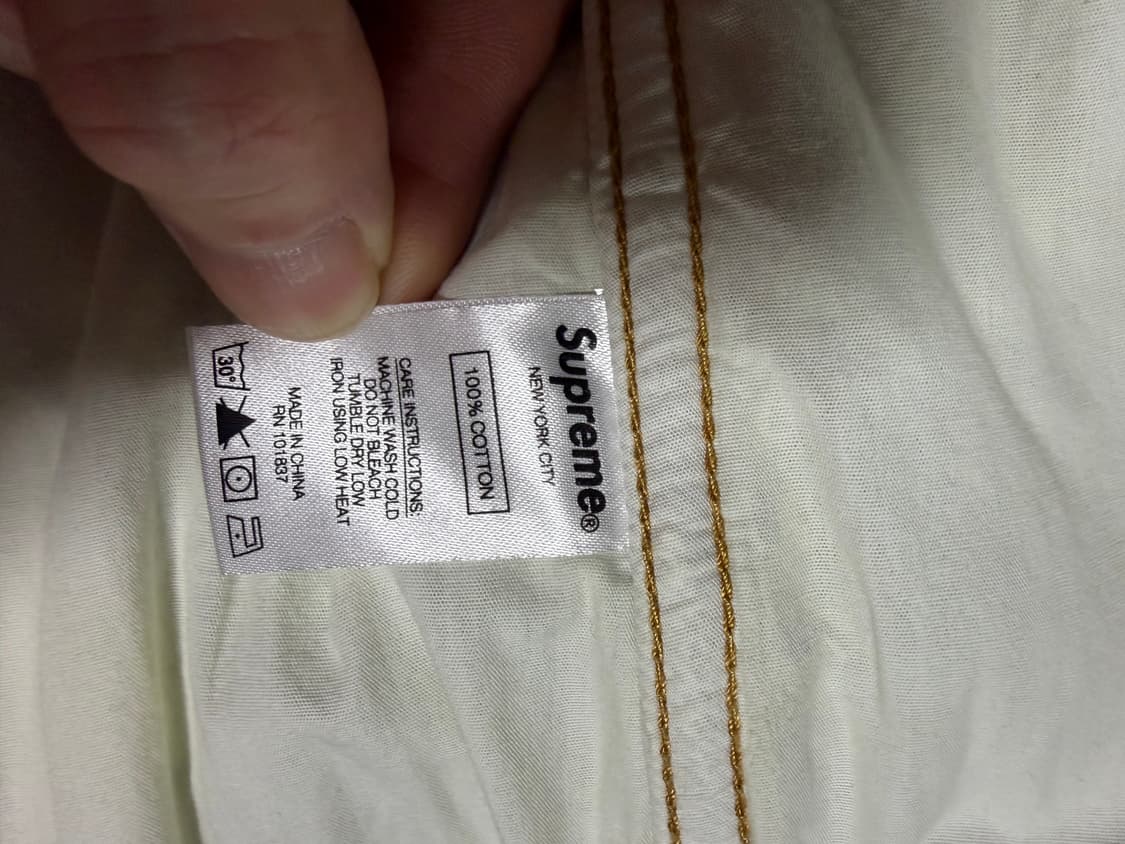 Supreme®
NEW YORK CITY
100% COTTON
CARE INSTRUCTIONS:
MACHINE WASH COLD
DO NOT BLEACH
TUMBLE DRY LOW
IRON USING LOW HEAT
MADE IN CHINA
RN 101837
30°